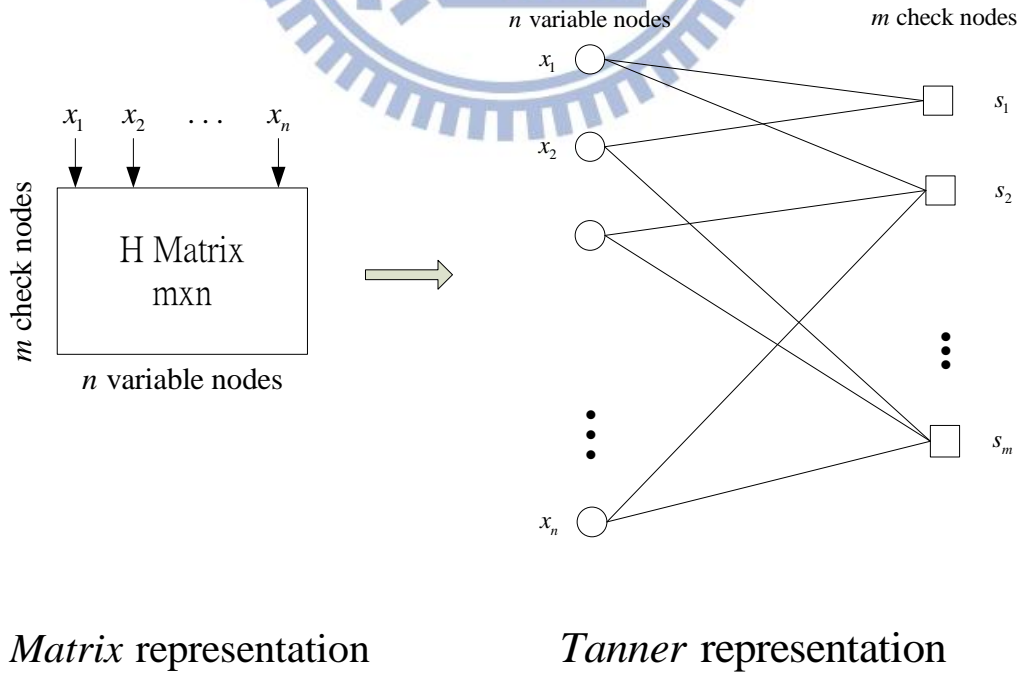 n variable nodes
m check nodes
x₁
s₁
x₁ x₂ ... xₙ
x₂
s₂
m check nodes
H Matrix
mxn
n variable nodes
sₘ
xₙ
Matrix representation
Tanner representation